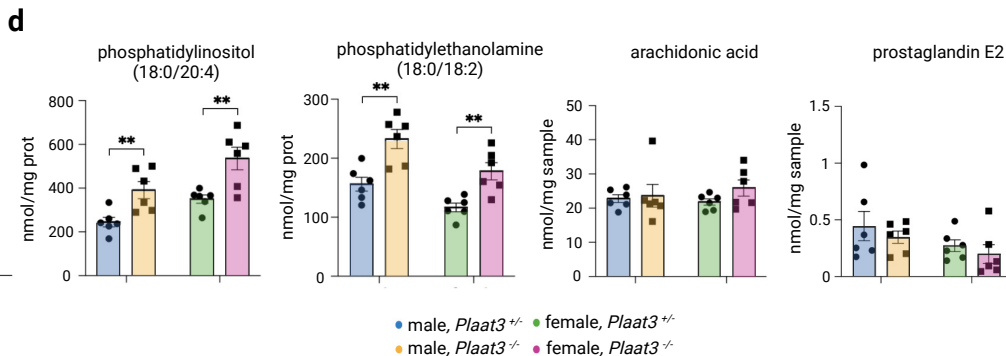 d
phosphatidylinositol
(18:0/20:4)
nmol/mg prot
800
600
400
200
0
**
**
phosphatidylethanolamine
(18:0/18:2)
nmol/mg prot
300
200
100
0
**
**
arachidonic acid
nmol/mg sample
50
40
30
20
10
0
prostaglandin E2
nmol/mg sample
1.5
1
0.5
0
male, Plaat3 +/-
female, Plaat3 +/-
male, Plaat3 -/-
female, Plaat3 -/-